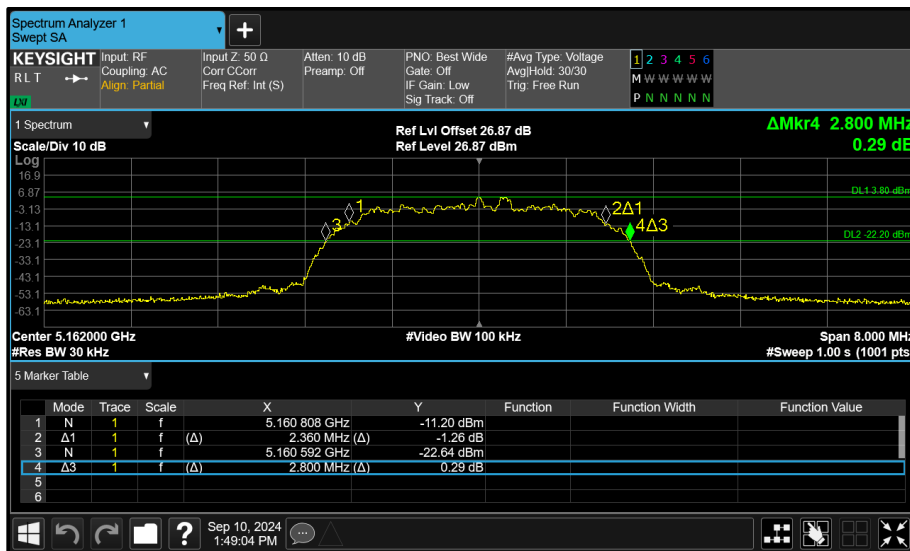 Spectrum Analyzer 1
Swept SA
KEYSIGHT
R L T
LXI
Input: RF
Coupling: AC
Align: Partial
Input Z: 50 Ω
Corr CCorr
Freq Ref: Int (S)
Atten: 10 dB
Preamp: Off
PNO: Best Wide
Gate: Off
IF Gain: Low
Sig Track: Off
#Avg Type: Voltage
Avg|Hold: 30/30
Trig: Free Run
1 2 3 4 5 6
M W W W W W
P N N N N N
1 Spectrum
Scale/Div 10 dB
Ref Lvl Offset 26.87 dB
Ref Level 26.87 dBm
ΔMkr4 2.800 MHz
0.29 dB
Log
16.9
6.87
-3.13
-13.1
-23.1
-33.1
-43.1
-53.1
-63.1
DL1 3.80 dBm
DL2 -22.20 dBm
1
2Δ1
3
4Δ3
Center 5.162000 GHz
#Video BW 100 kHz
Span 8.000 MHz
#Res BW 30 kHz
#Sweep 1.00 s (1001 pts
5 Marker Table
Mode Trace Scale X Y Function Function Width Function Value
1 N 1 f 5.160 808 GHz -11.20 dBm
2 Δ1 1 f (Δ) 2.360 MHz (Δ) -1.26 dB
3 N 1 f 5.160 592 GHz -22.64 dBm
4 Δ3 1 f (Δ) 2.800 MHz (Δ) 0.29 dB
5
6
?
Sep 10, 2024
1:49:04 PM